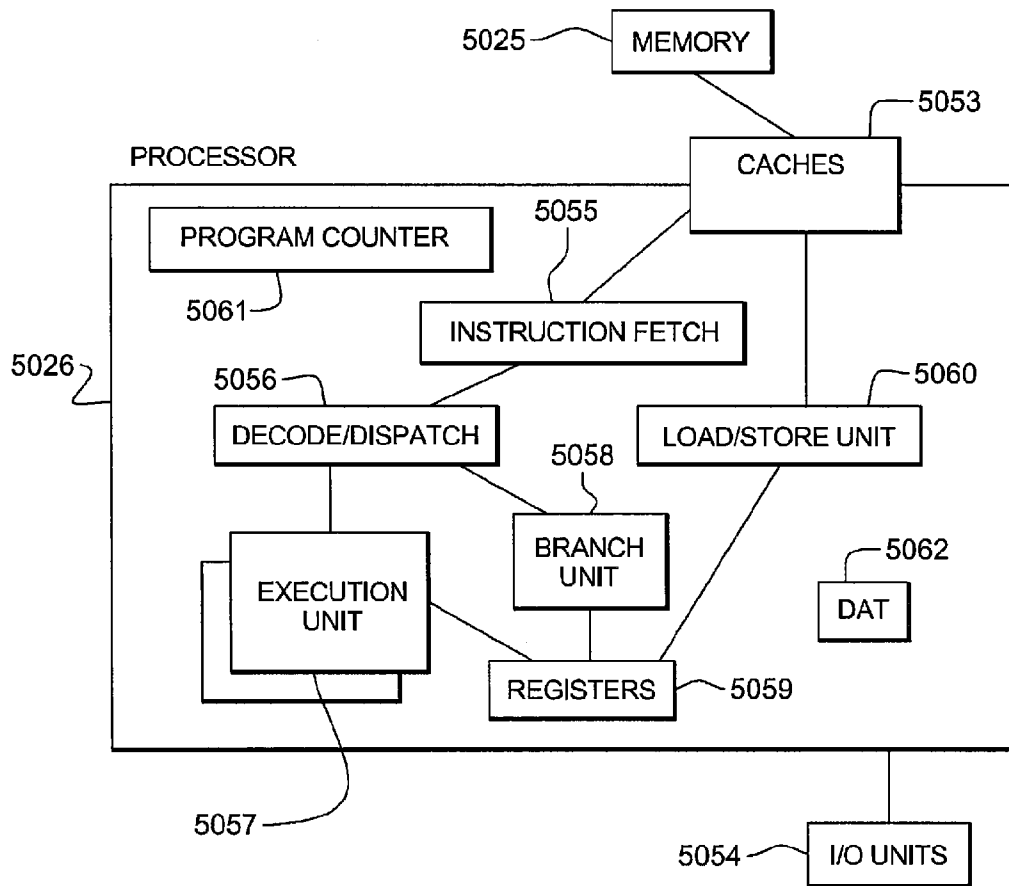 5025
MEMORY
5053
PROCESSOR
CACHES
5055
PROGRAM COUNTER
5061
INSTRUCTION FETCH
5026
5056
5060
DECODE/DISPATCH
LOAD/STORE UNIT
5058
BRANCH
UNIT
5062
EXECUTION
UNIT
DAT
REGISTERS
5059
5057
5054
I/O UNITS